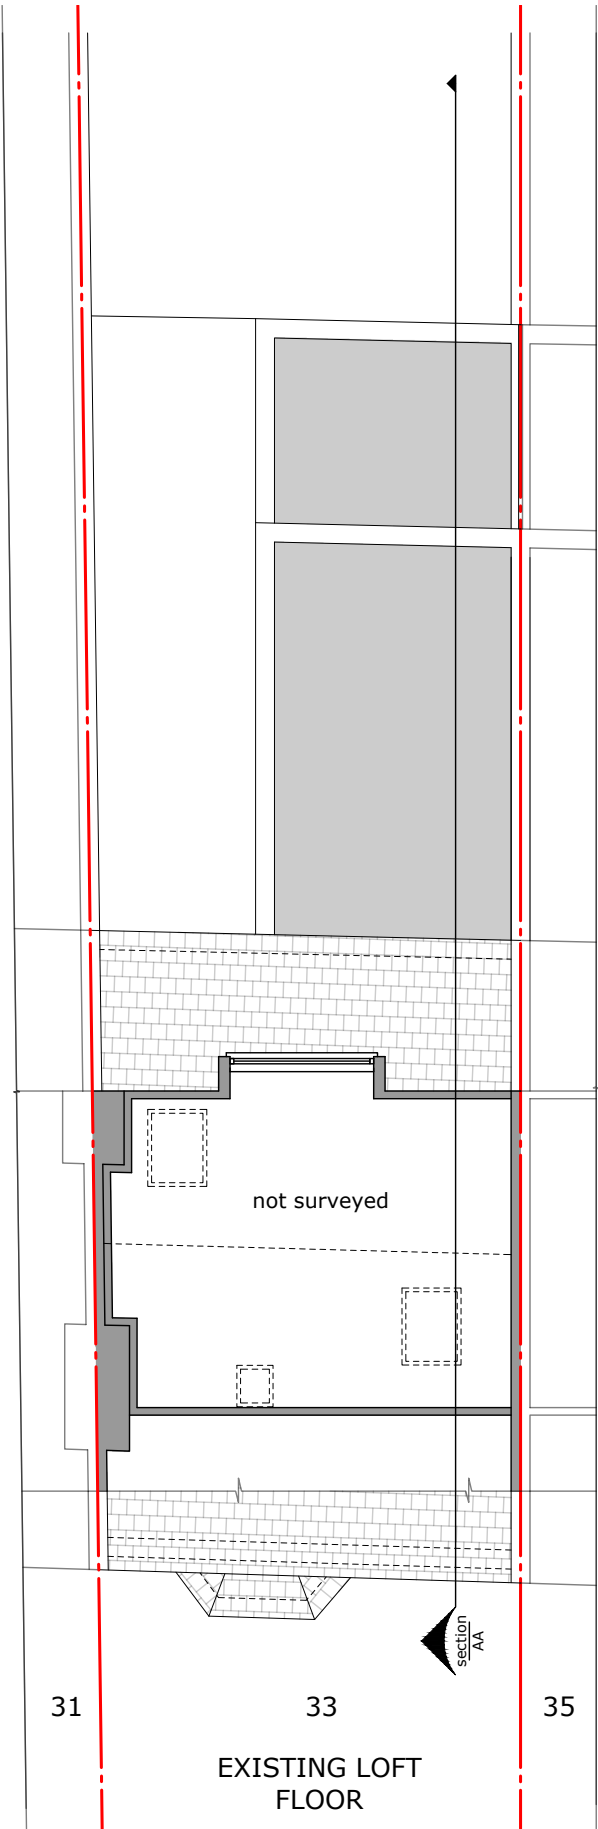 not surveyed
section
AA
31
33
35
EXISTING LOFT
FLOOR